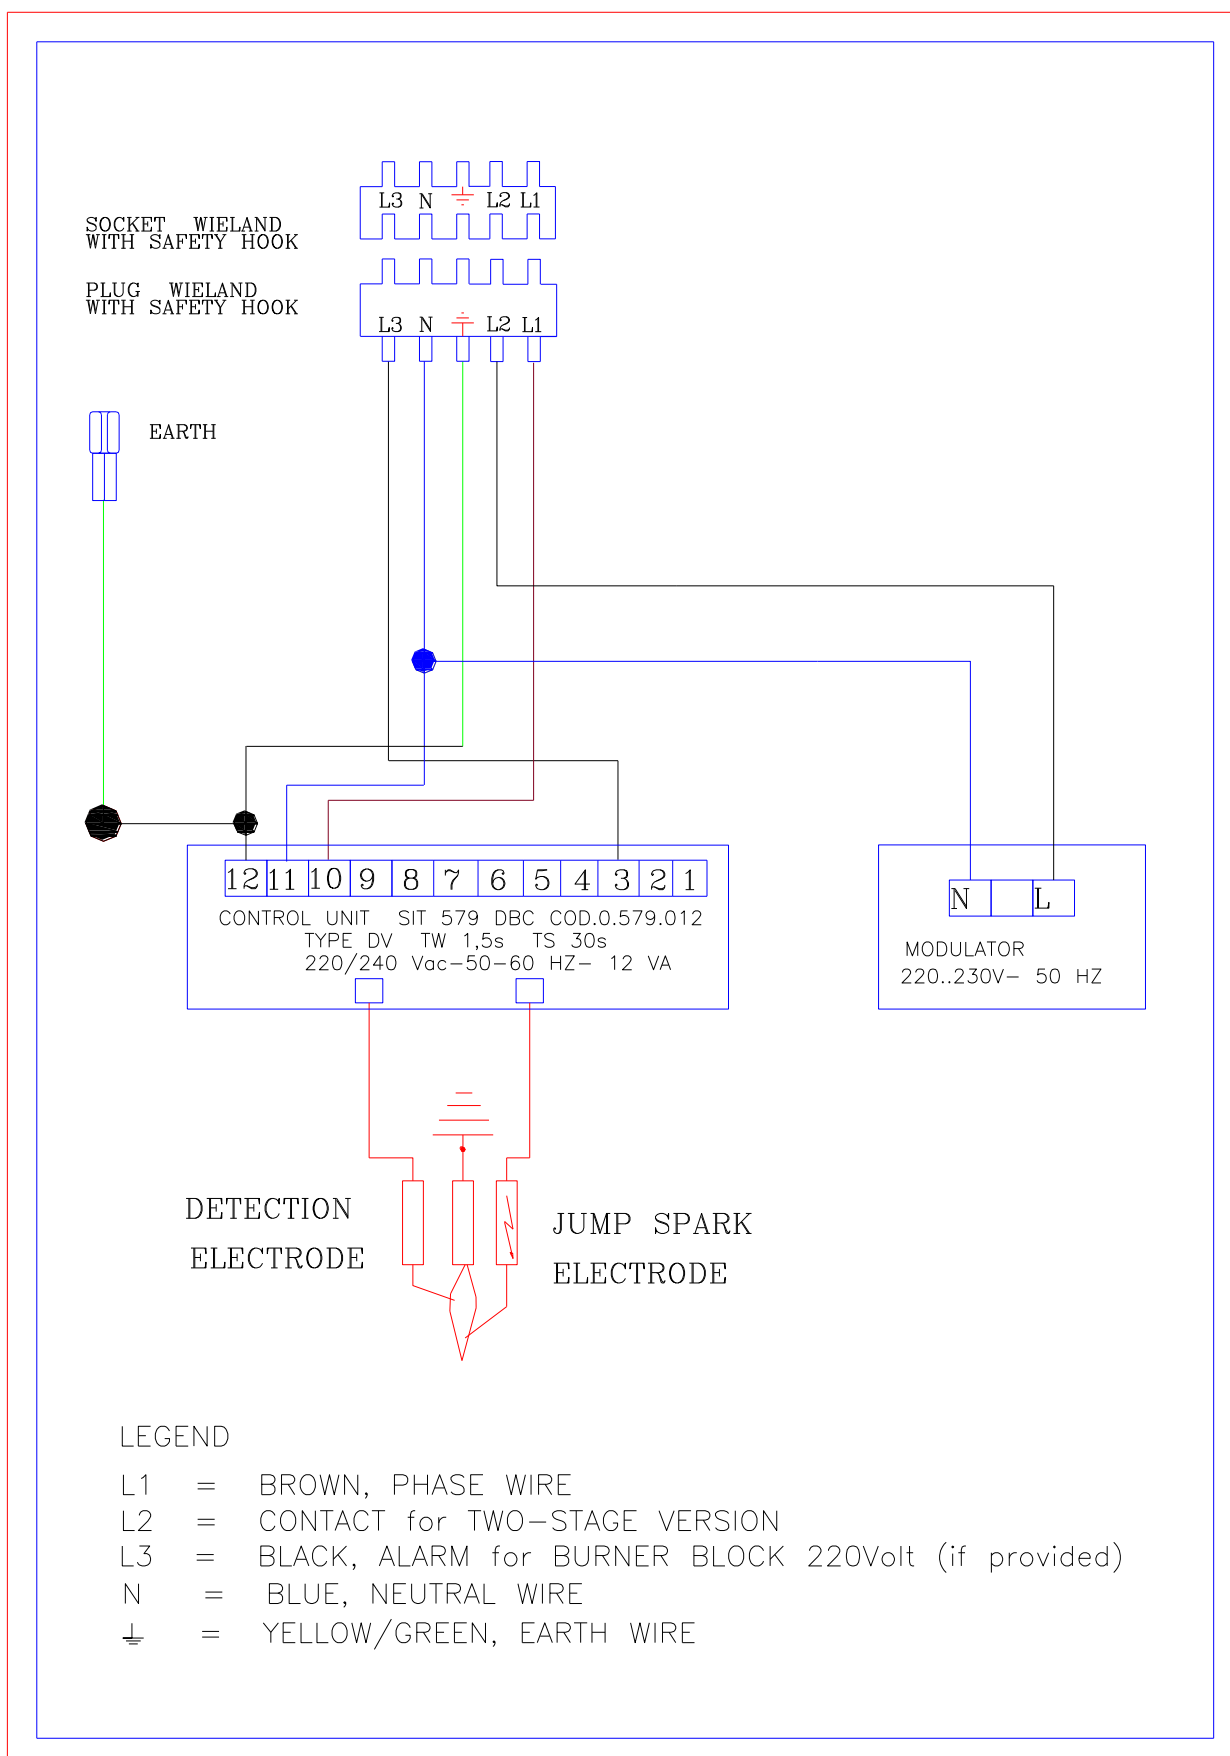 L3 N L2 L1
SOCKET WIELAND
WITH SAFETY HOOK
PLUG WIELAND
WITH SAFETY HOOK
L3 N L2 L1
EARTH
12 11 10 9 8 7 6 5 4 3 2 1
CONTROL UNIT SIT 579 DBC COD.0.579.012
TYPE DV TW 1,5s TS 30s
220/240 Vac-50-60 HZ- 12 VA
N L
MODULATOR
220..230V- 50 HZ
DETECTION
ELECTRODE
JUMP SPARK
ELECTRODE
LEGEND
L1 = BROWN, PHASE WIRE
L2 = CONTACT for TWO-STAGE VERSION
L3 = BLACK, ALARM for BURNER BLOCK 220Volt (if provided)
N = BLUE, NEUTRAL WIRE
⏚ = YELLOW/GREEN, EARTH WIRE